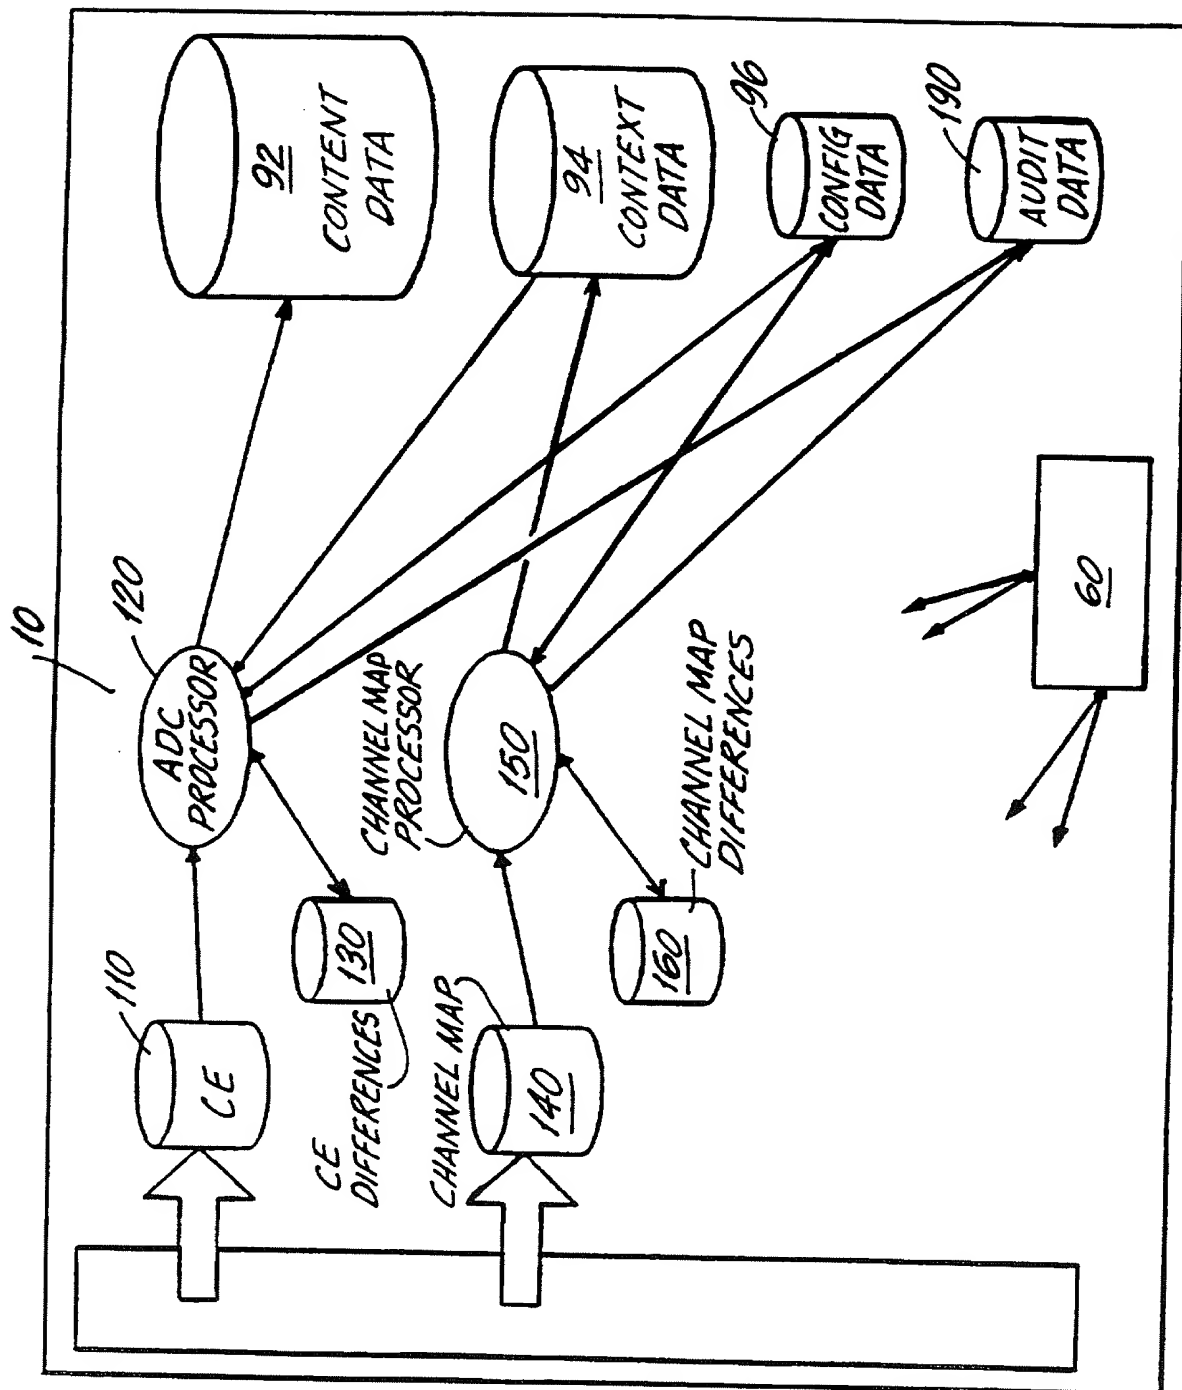 10
110
CE
120
ADC
PROCESSOR
92
CONTENT
DATA
CE
DIFFERENCES
130
CHANNEL MAP
PROCESSOR
CHANNEL MAP
140
150
94
CONTEXT
DATA
160
CHANNEL MAP
DIFFERENCES
96
CONFIG
DATA
190
AUDIT
DATA
60